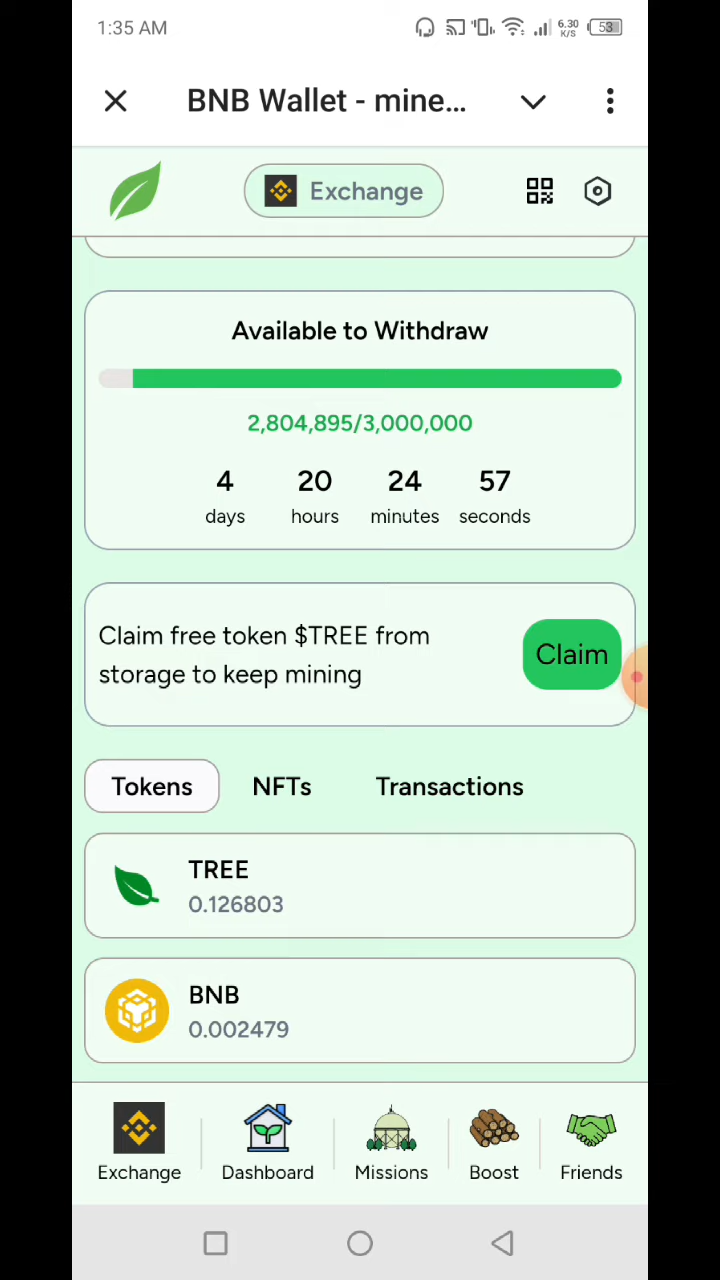 1:35 AM
6.30
K/S
53
BNB Wallet - mine...
Exchange
Available to Withdraw
2,804,895/3,000,000
4 20 24 57
days hours minutes seconds
Claim free token $TREE from
storage to keep mining
Claim
Tokens NFTs Transactions
TREE
0.126803
BNB
0.002479
Exchange Dashboard Missions Boost Friends